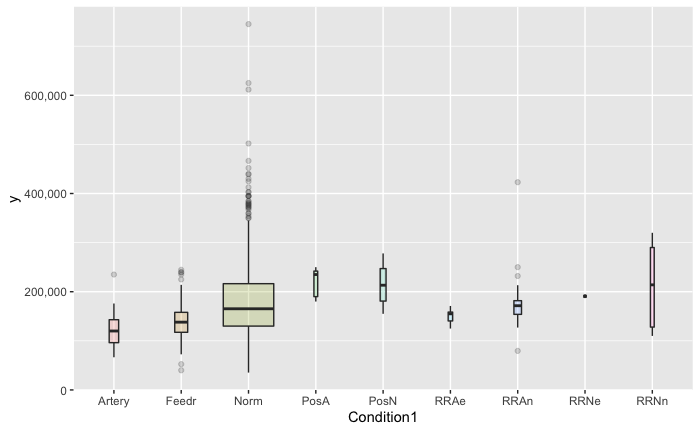 y
600,000
400,000
200,000
0
Artery Feedr Norm PosA PosN RRAe RRAn RRNe RRNn
Condition1